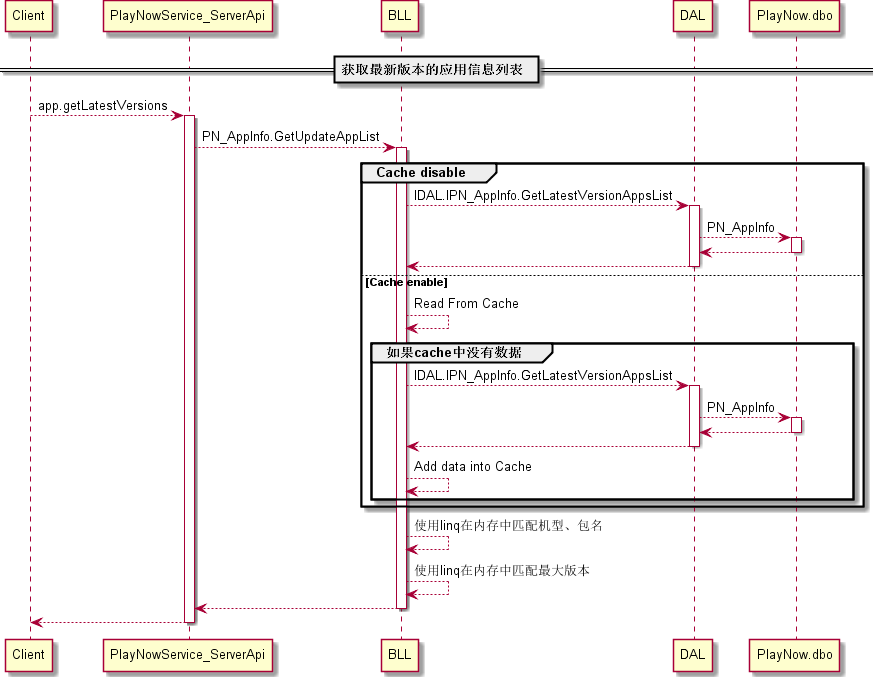 Client
PlayNowService_ServerApi
BLL
DAL
PlayNow.dbo
获取最新版本的应用信息列表
app.getLatestVersions
PN_AppInfo.GetUpdateAppList
Cache disable
IDAL.IPN_AppInfo.GetLatestVersionAppsList
PN_AppInfo
[Cache enable]
Read From Cache
如果cache中没有数据
IDAL.IPN_AppInfo.GetLatestVersionAppsList
PN_AppInfo
Add data into Cache
使用linq在内存中匹配机型、包名
使用linq在内存中匹配最大版本
Client
PlayNowService_ServerApi
BLL
DAL
PlayNow.dbo